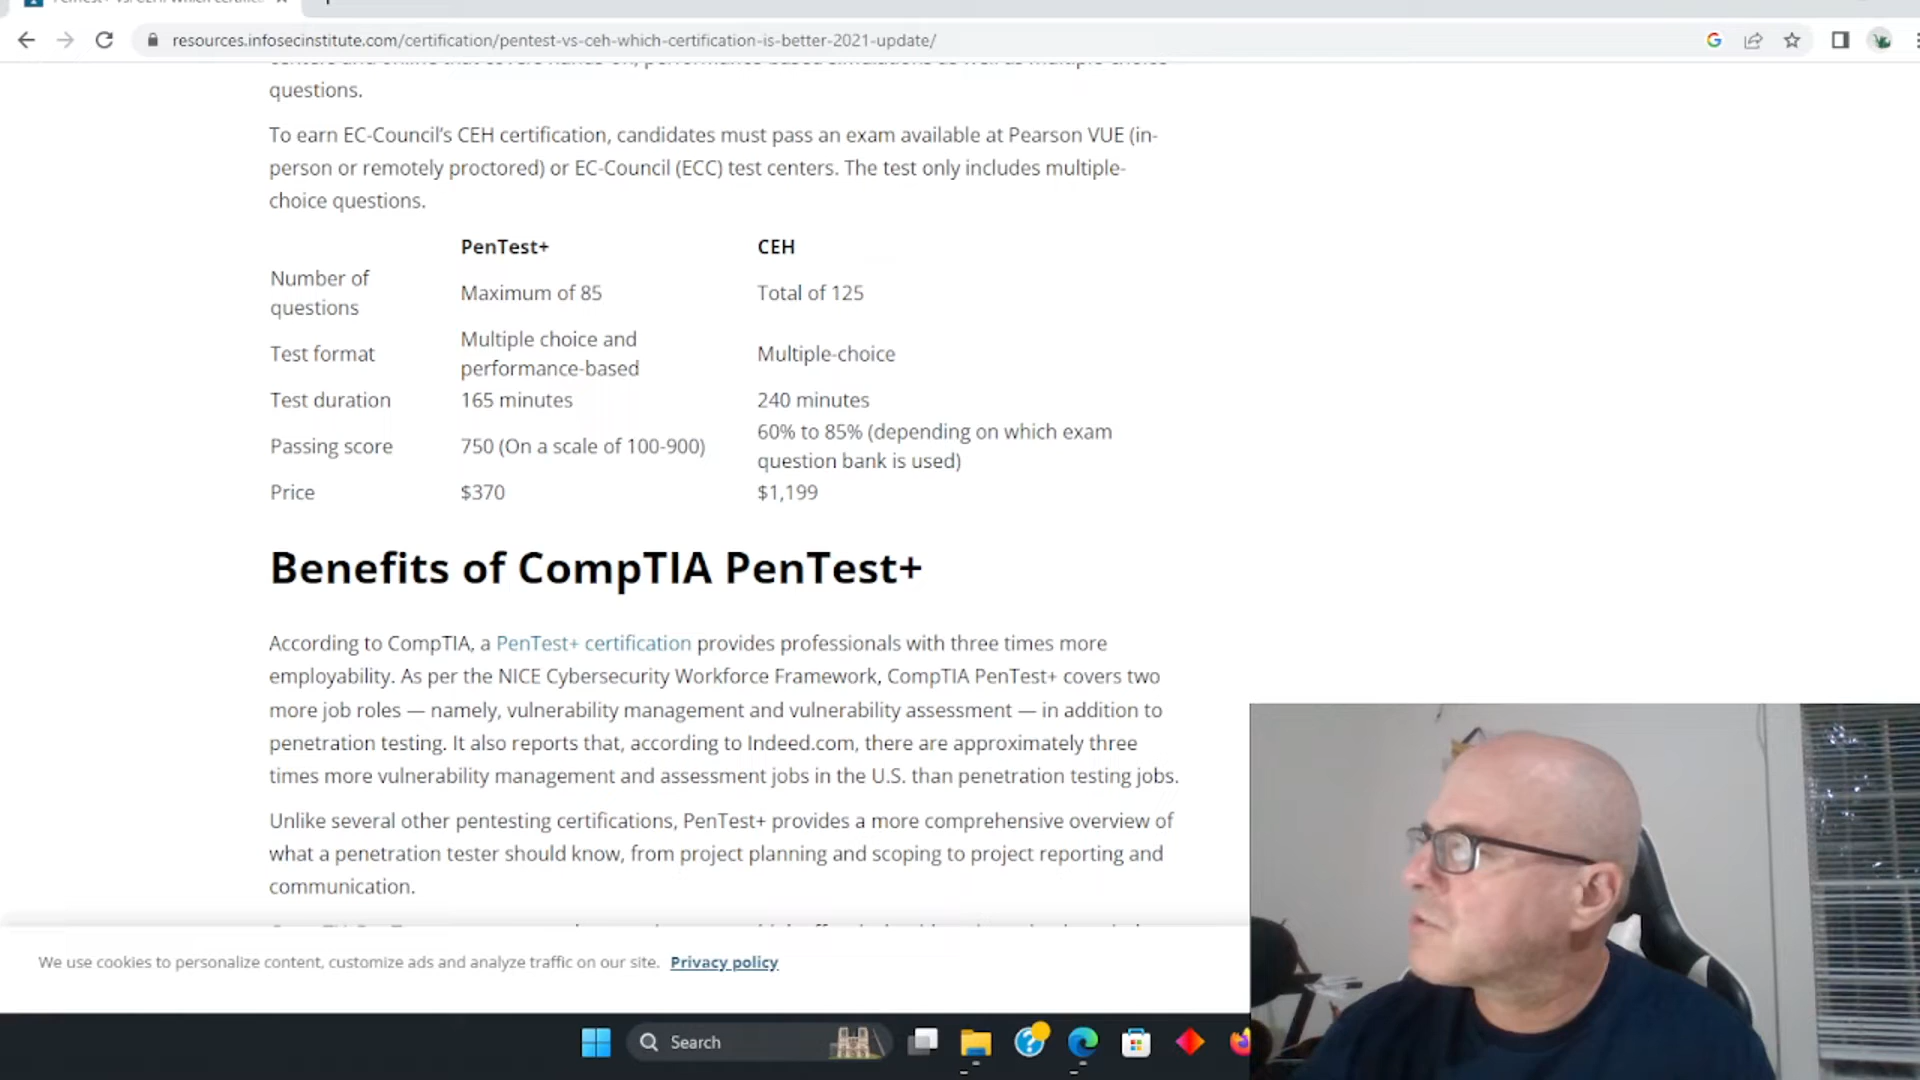 resources.infosecinstitute.com/certification/pentest-vs-ceh-which-certification-is-better-2021-update/
questions.
To earn EC-Council's CEH certification, candidates must pass an exam available at Pearson VUE (in-
person or remotely proctored) or EC-Council (ECC) test centers. The test only includes multiple-
choice questions.
PenTest+ CEH
Number of
questions
Maximum of 85
Total of 125
Test format
Multiple choice and
performance-based
Multiple-choice
Test duration
165 minutes
240 minutes
Passing score
750 (On a scale of 100-900)
60% to 85% (depending on which exam
question bank is used)
Price
$370
$1,199
Benefits of CompTIA PenTest+
According to CompTIA, a PenTest+ certification provides professionals with three times more
employability. As per the NICE Cybersecurity Workforce Framework, CompTIA PenTest+ covers two
more job roles — namely, vulnerability management and vulnerability assessment — in addition to
penetration testing. It also reports that, according to Indeed.com, there are approximately three
times more vulnerability management and assessment jobs in the U.S. than penetration testing jobs.
Unlike several other pentesting certifications, PenTest+ provides a more comprehensive overview of
what a penetration tester should know, from project planning and scoping to project reporting and
communication.
We use cookies to personalize content, customize ads and analyze traffic on our site. Privacy policy
Search